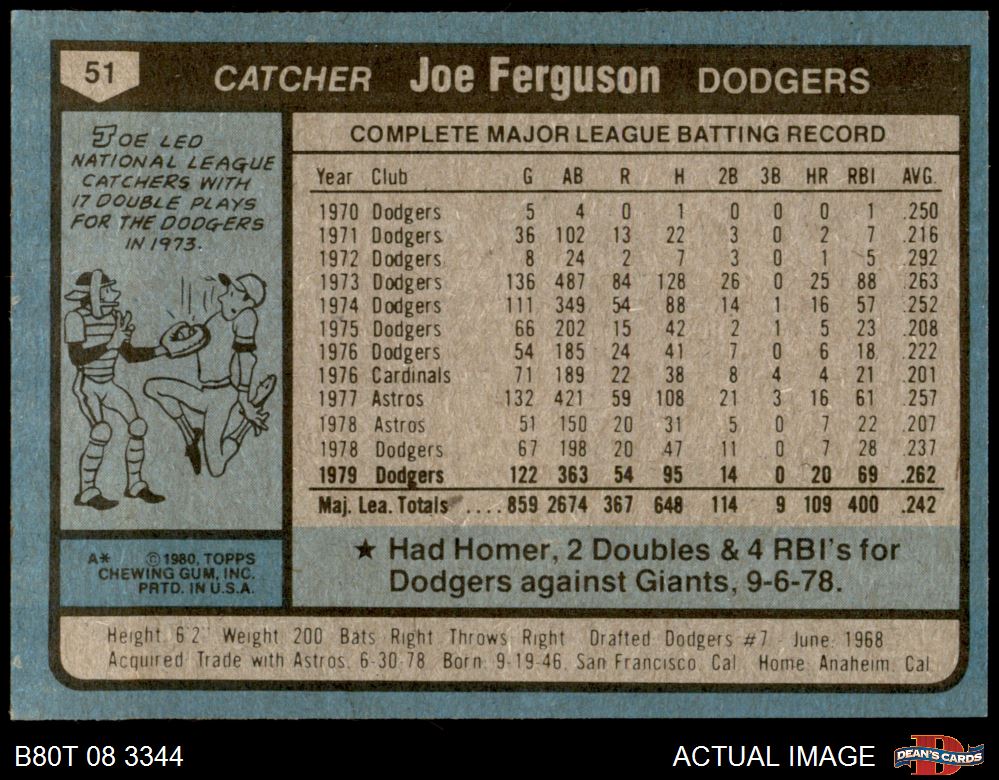 51 CATCHER Joe Ferguson DODGERS
JOE LED
NATIONAL LEAGUE
CATCHERS WITH
17 DOUBLE PLAYS
FOR THE DODGERS
IN 1973.
COMPLETE MAJOR LEAGUE BATTING RECORD
Year Club G AB R H 2B 3B HR RBI AVG.
1970 Dodgers 5 4 0 1 0 0 0 1 .250
1971 Dodgers 36 102 13 22 3 0 2 7 .216
1972 Dodgers 8 24 2 7 3 0 1 5 .292
1973 Dodgers 136 487 84 128 26 0 25 88 .263
1974 Dodgers 111 349 54 88 14 1 16 57 .252
1975 Dodgers 66 202 15 42 2 1 5 23 .208
1976 Dodgers 54 185 24 41 7 0 6 18 .222
1976 Cardinals 71 189 22 38 8 4 4 21 .201
1977 Astros 132 421 59 108 21 3 16 61 .257
1978 Astros 51 150 20 31 5 0 7 22 .207
1978 Dodgers 67 198 20 47 11 0 7 28 .237
1979 Dodgers 122 363 54 95 14 0 20 69 .262
Maj. Lea. Totals ....859 2674 367 648 114 9 109 400 .242
A* ©1980, TOPPS
CHEWING GUM, INC.
PRTD. IN U.S.A.
★ Had Homer, 2 Doubles & 4 RBI's for
Dodgers against Giants, 9-6-78.
Height 6'2" Weight 200 Bats Right Throws Right Drafted Dodgers #7 - June, 1968
Acquired Trade with Astros, 6-30-78 Born 9-19-46, San Francisco, Cal. Home Anaheim, Cal.
B80T 08 3344
ACTUAL IMAGE
D
DEAN'S CARDS